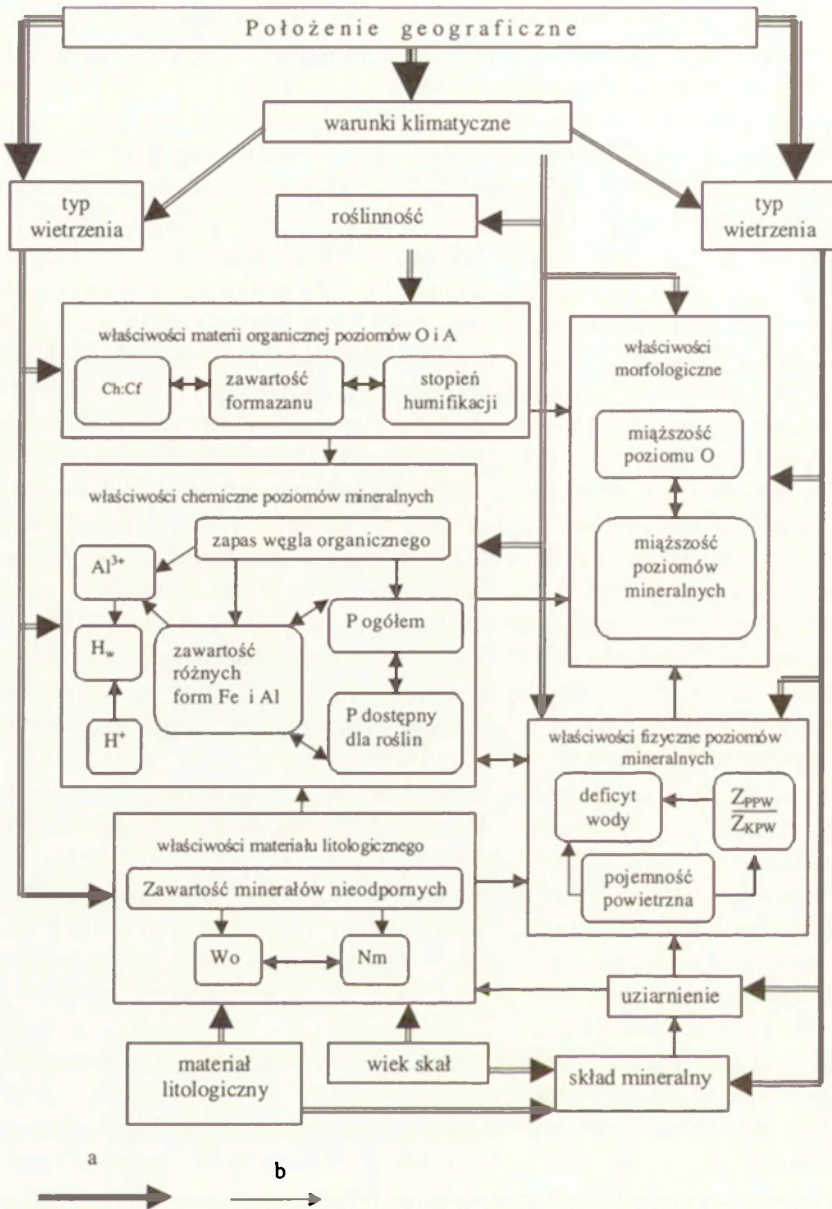 Położenie geograficzne
warunki klimatyczne
typ
wietrzenia
roślinność
typ
wietrzenia
właściwości materii organicznej poziomów O i A
Ch:Cf
zawartość
formazanu
stopień
humifikacji
właściwości
morfologiczne
miąższość
poziomu O
miąższość
poziomów
mineralnych
właściwości chemiczne poziomów mineralnych
zapas węgla organicznego
Al³⁺
H_w
H⁺
zawartość
różnych
form Fe i Al
P ogółem
P dostępny
dla roślin
właściwości fizyczne poziomów
mineralnych
deficyt
wody
Z_PPW
Z_KPW
pojemność
powietrzna
właściwości materiału litologicznego
Zawartość minerałów nieodpornych
Wo
Nm
uziarnienie
materiał
litologiczny
wiek skał
skład mineralny
a
b